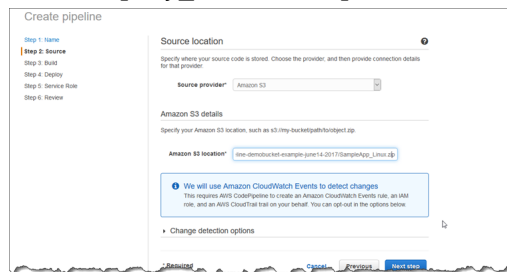 Create pipeline
Step 1: Name
Step 2: Source
Step 3: Build
Step 4: Deploy
Step 5: Service Role
Step 6: Review
Source location
Specify where your source code is stored. Choose the provider, and then provide connection details
for that provider.
Source provider* Amazon S3
Amazon S3 details
Specify your Amazon S3 location, such as s3://my-bucket/path/to/object.zip.
Amazon S3 location* line-demobucket-example-june14-2017/SampleApp_Linux.zip
We will use Amazon CloudWatch Events to detect changes
This requires AWS CodePipeline to create an Amazon CloudWatch Events rule, an IAM
role, and an AWS CloudTrail trail on your behalf. You can opt-out in the options below.
Change detection options
* Required Cancel Previous Next step